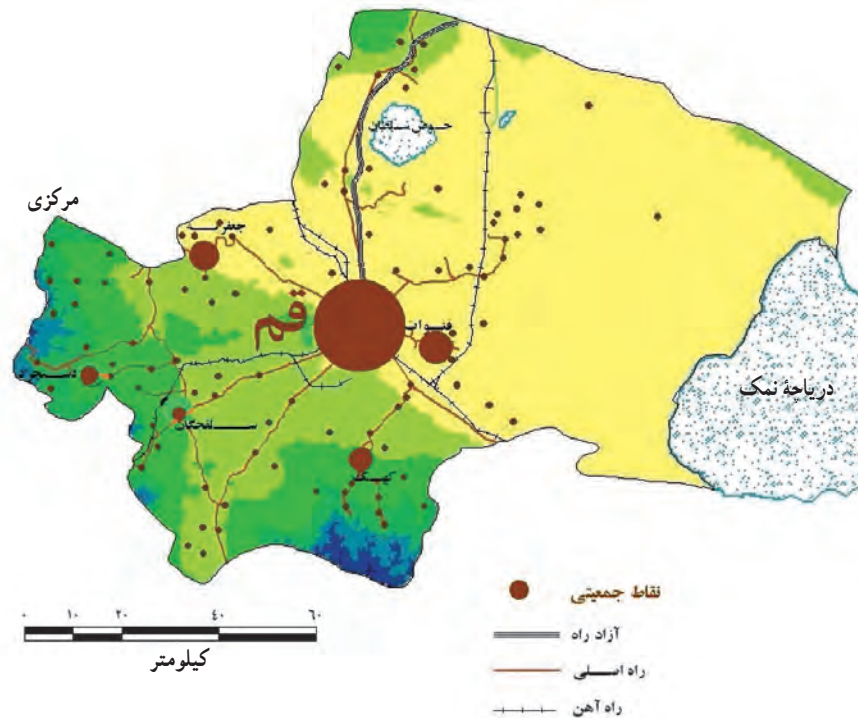 حوض سلطان
مرکزی
جعفریه
قم
قنوات
دریاچهٔ نمک
دستجرد
سلفچگان
کهک
نقاط جمعیتی
۰ ۱۰ ۲۰ ۴۰ ۶۰
آزاد راه
کیلومتر
راه اصلی
راه آهن